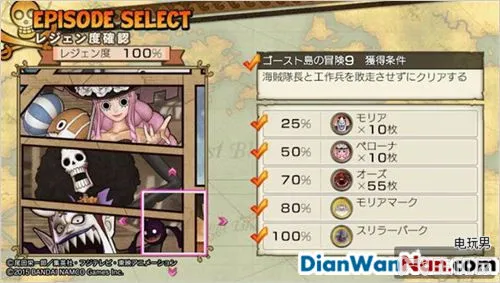 EPISODE SELECT
レジェン度確認
レジェン度 100%
ゴースト島の冒険9 獲得条件
海賊隊長と工作兵を敗走させずにクリアする
25% モリア ×10枚
50% ペローナ ×10枚
70% オーズ ×55枚
80% モリアマーク
100% スリラーバーク
电玩男
DianWanNan.com
©尾田栄一郎/集英社・フジテレビ・東映アニメーション
©2015 BANDAI NAMCO Games Inc.